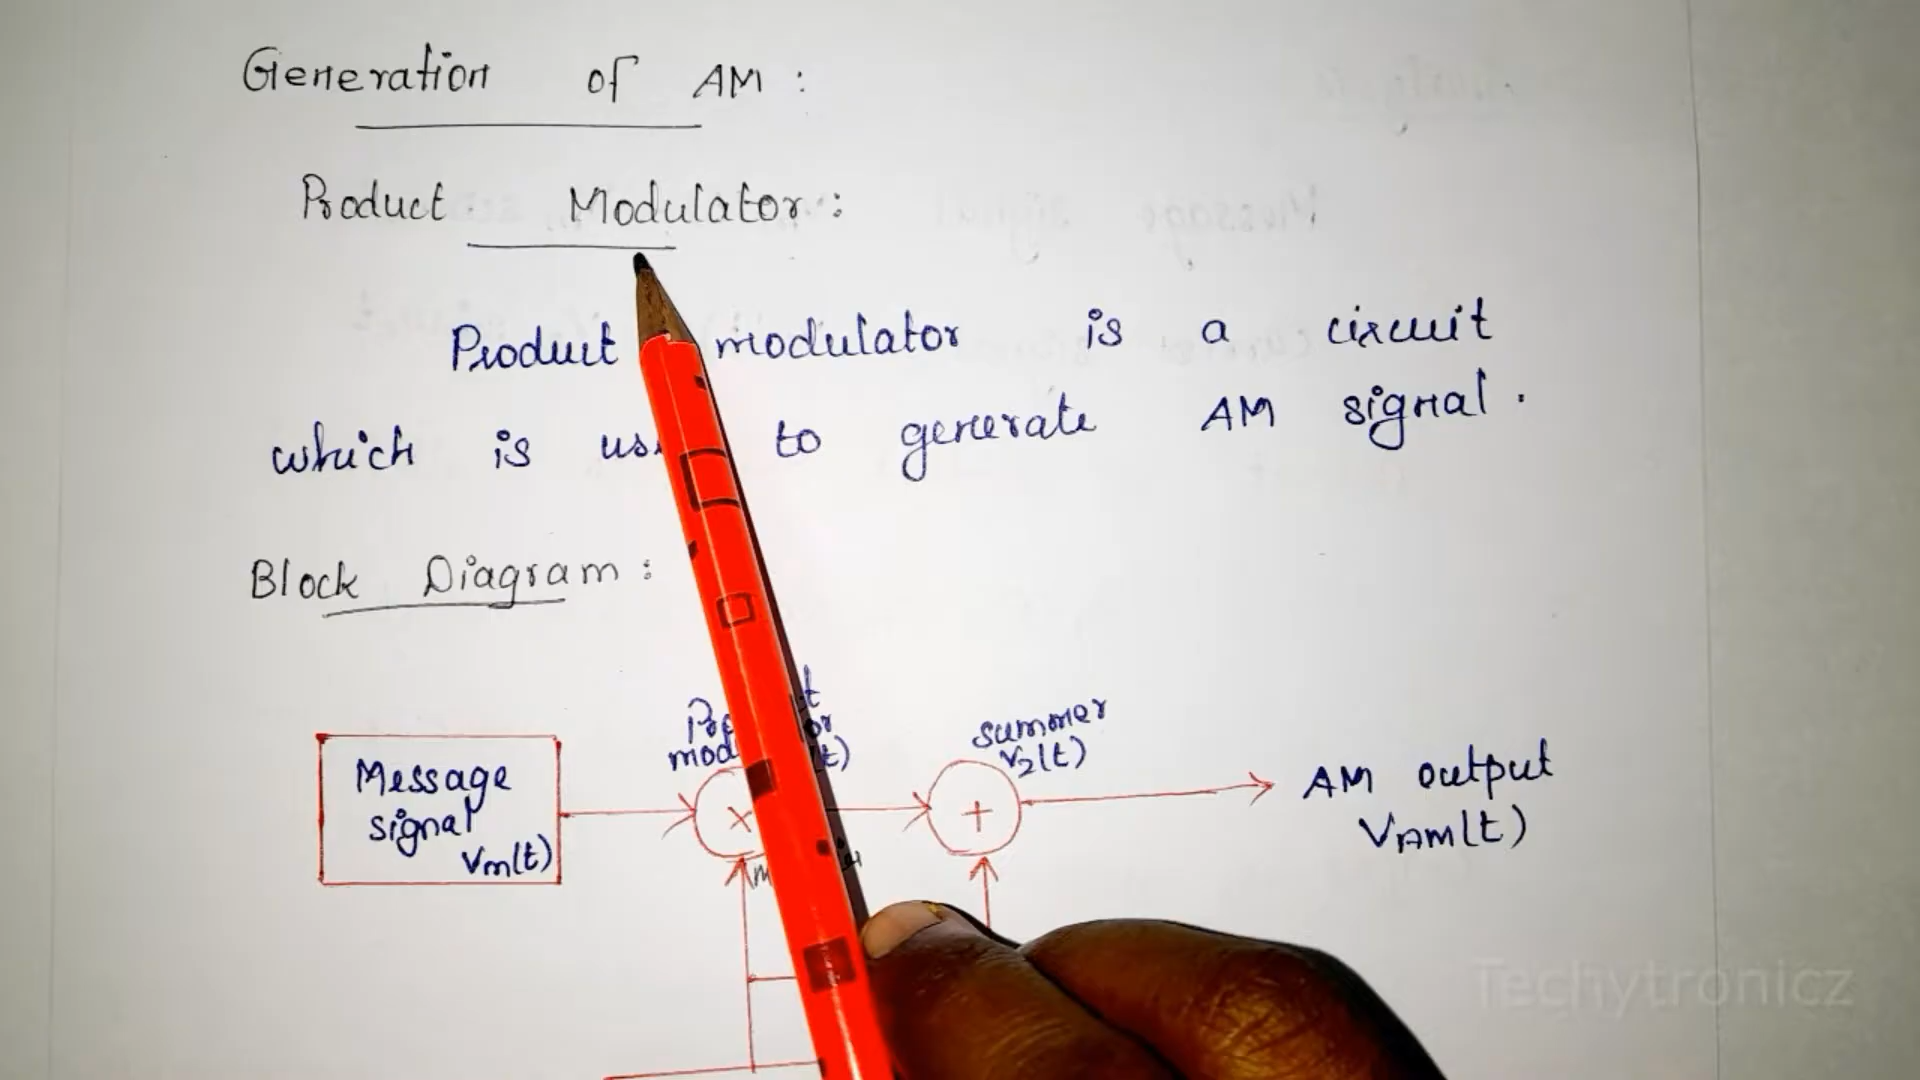 Generation of AM :
Product Modulator :
Product modulator is a circuit
which is to generate AM signal .
Block Diagram :
summer
v2(t)
Message
signal
Vm(t)
x
+
AM output
VAM(t)
Techytronicz